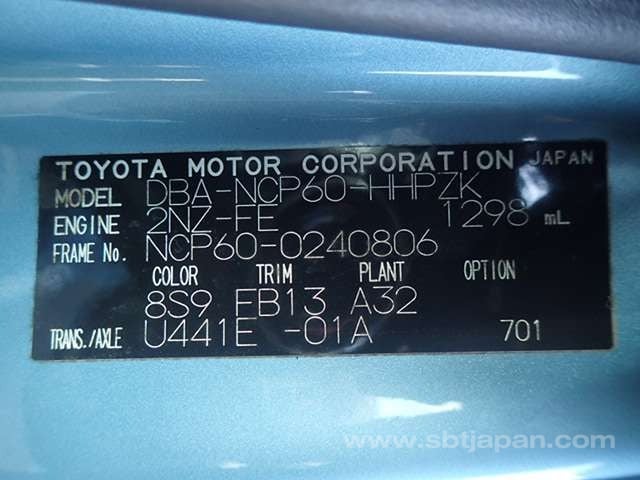 TOYOTA MOTOR CORPORATION JAPAN
MODEL DBA-NCP60-HHPZK
ENGINE 2NZ-FE 1298 mL
FRAME No. NCP60-0240806
COLOR TRIM PLANT OPTION
8S9 FB13 A32
TRANS./AXLE U441E -01A 701
www.sbtjapan.com